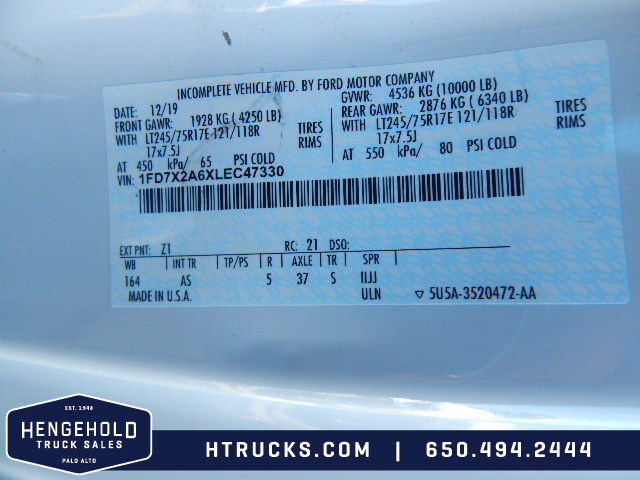 INCOMPLETE VEHICLE MFD. BY FORD MOTOR COMPANY
DATE: 12/19 GVWR: 4536 KG (10000 LB)
FRONT GAWR: 1928 KG (4250 LB) REAR GAWR: 2876 KG (6340 LB)
WITH LT245/75R17E 121/118R TIRES WITH LT245/75R17E 121/118R TIRES
17x7.5J RIMS 17x7.5J RIMS
AT 450 kPa/ 65 PSI COLD AT 550 kPa/ 80 PSI COLD
VIN: 1FD7X2A6XLEC47330
EXT PNT: Z1 RC: 21 DSO:
WB | INT TR | TP/PS | R | AXLE | TR | SPR |
164 AS 5 37 S IIJJ
MADE IN U.S.A. ULN ▽ 5U5A-3520472-AA
EST. 1940
HENGEHOLD
TRUCK SALES
PALO ALTO
HTRUCKS.COM | 650.494.2444